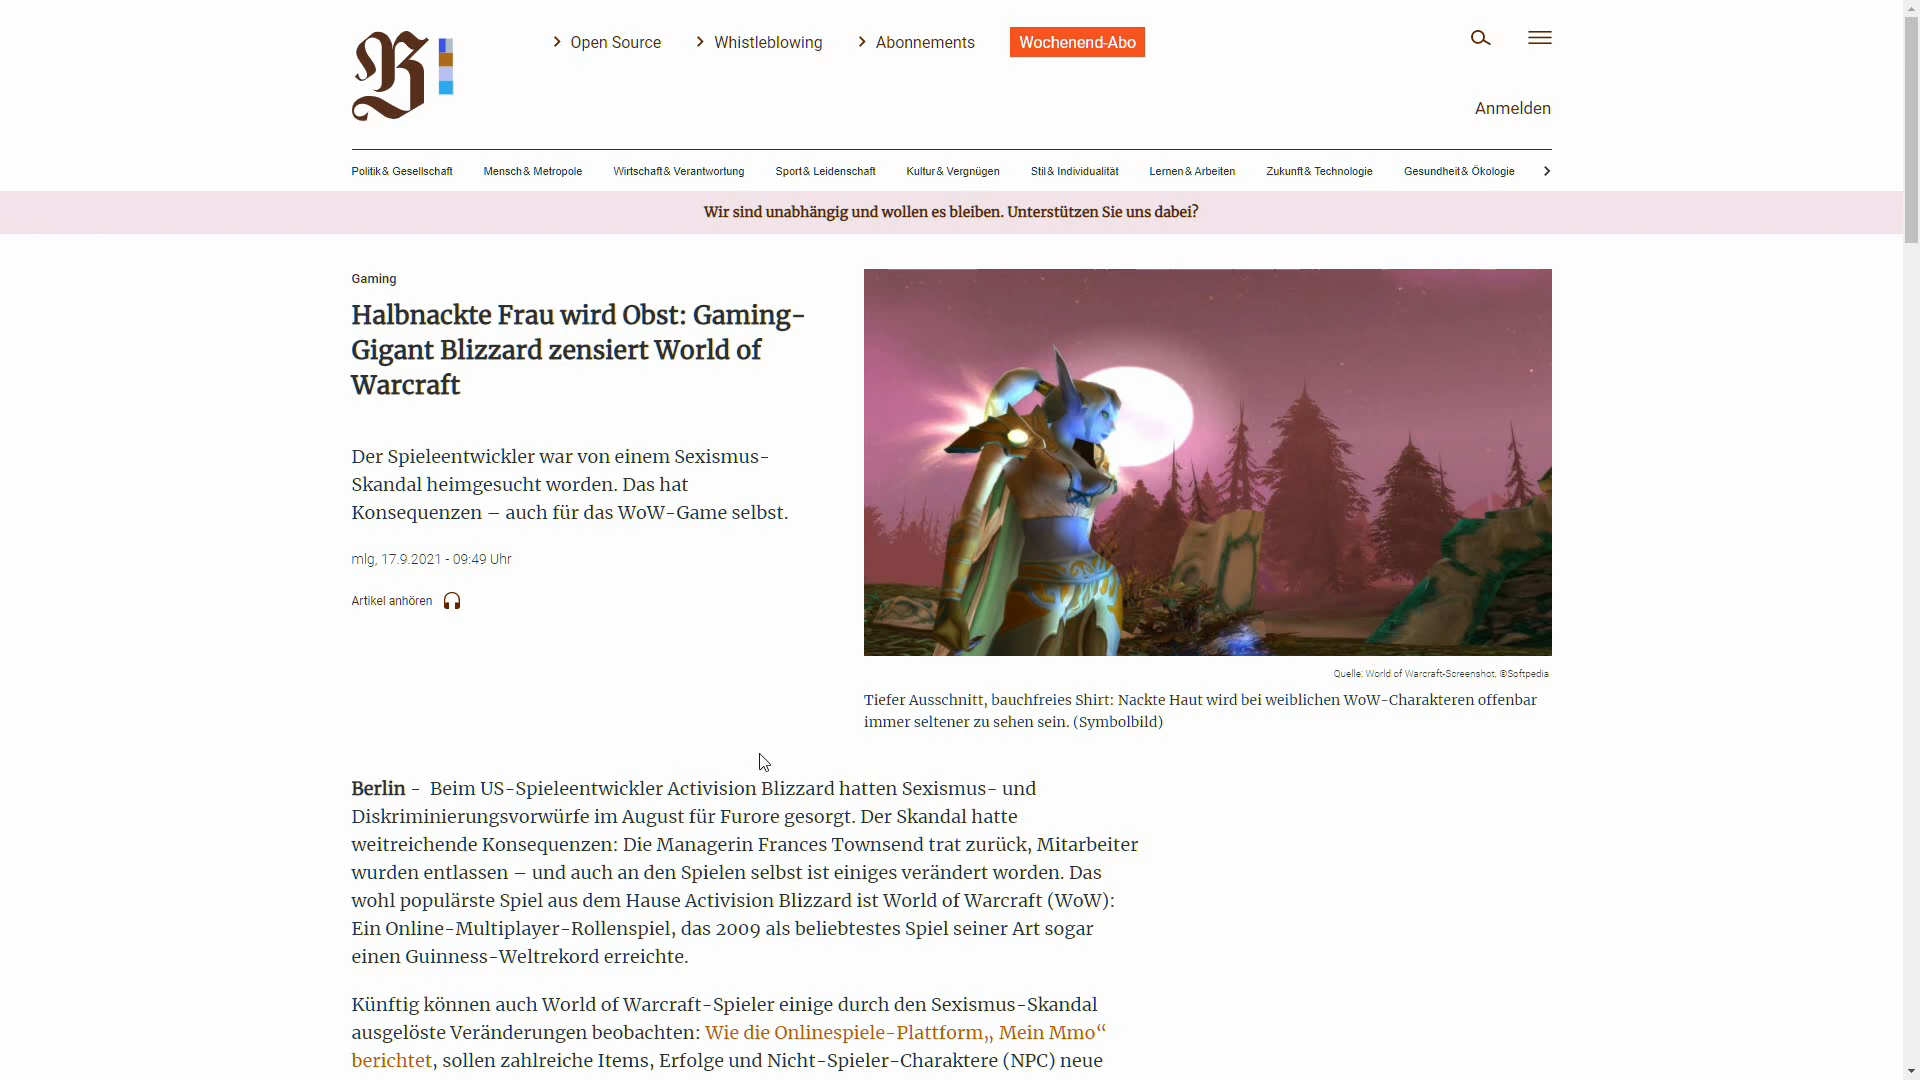 Open Source
Whistleblowing
Abonnements
Wochenend-Abo
Anmelden
Politik & Gesellschaft
Mensch & Metropole
Wirtschaft & Verantwortung
Sport & Leidenschaft
Kultur & Vergnügen
Stil & Individualität
Lernen & Arbeiten
Zukunft & Technologie
Gesundheit & Ökologie
Wir sind unabhängig und wollen es bleiben. Unterstützen Sie uns dabei?
Gaming
Halbnackte Frau wird Obst: Gaming-
Gigant Blizzard zensiert World of
Warcraft
Der Spieleentwickler war von einem Sexismus-
Skandal heimgesucht worden. Das hat
Konsequenzen – auch für das WoW-Game selbst.
mlg, 17.9.2021 - 09:49 Uhr
Artikel anhören
Quelle: World of Warcraft-Screenshot, ©Softpedia
Tiefer Ausschnitt, bauchfreies Shirt: Nackte Haut wird bei weiblichen WoW-Charakteren offenbar
immer seltener zu sehen sein. (Symbolbild)
Berlin - Beim US-Spieleentwickler Activision Blizzard hatten Sexismus- und
Diskriminierungsvorwürfe im August für Furore gesorgt. Der Skandal hatte
weitreichende Konsequenzen: Die Managerin Frances Townsend trat zurück, Mitarbeiter
wurden entlassen – und auch an den Spielen selbst ist einiges verändert worden. Das
wohl populärste Spiel aus dem Hause Activision Blizzard ist World of Warcraft (WoW):
Ein Online-Multiplayer-Rollenspiel, das 2009 als beliebtestes Spiel seiner Art sogar
einen Guinness-Weltrekord erreichte.
Künftig können auch World of Warcraft-Spieler einige durch den Sexismus-Skandal
ausgelöste Veränderungen beobachten: Wie die Onlinespiele-Plattform„ Mein Mmo“
berichtet, sollen zahlreiche Items, Erfolge und Nicht-Spieler-Charaktere (NPC) neue